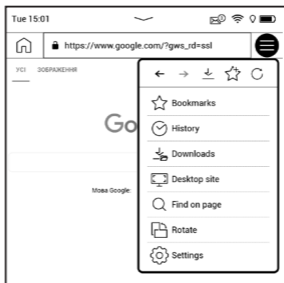 Tue 15:01
https://www.google.com/?gws_rd=ssl
УСІ ЗОБРАЖЕННЯ
Go
Мова Google:
Bookmarks
History
Downloads
Desktop site
Find on page
Rotate
Settings